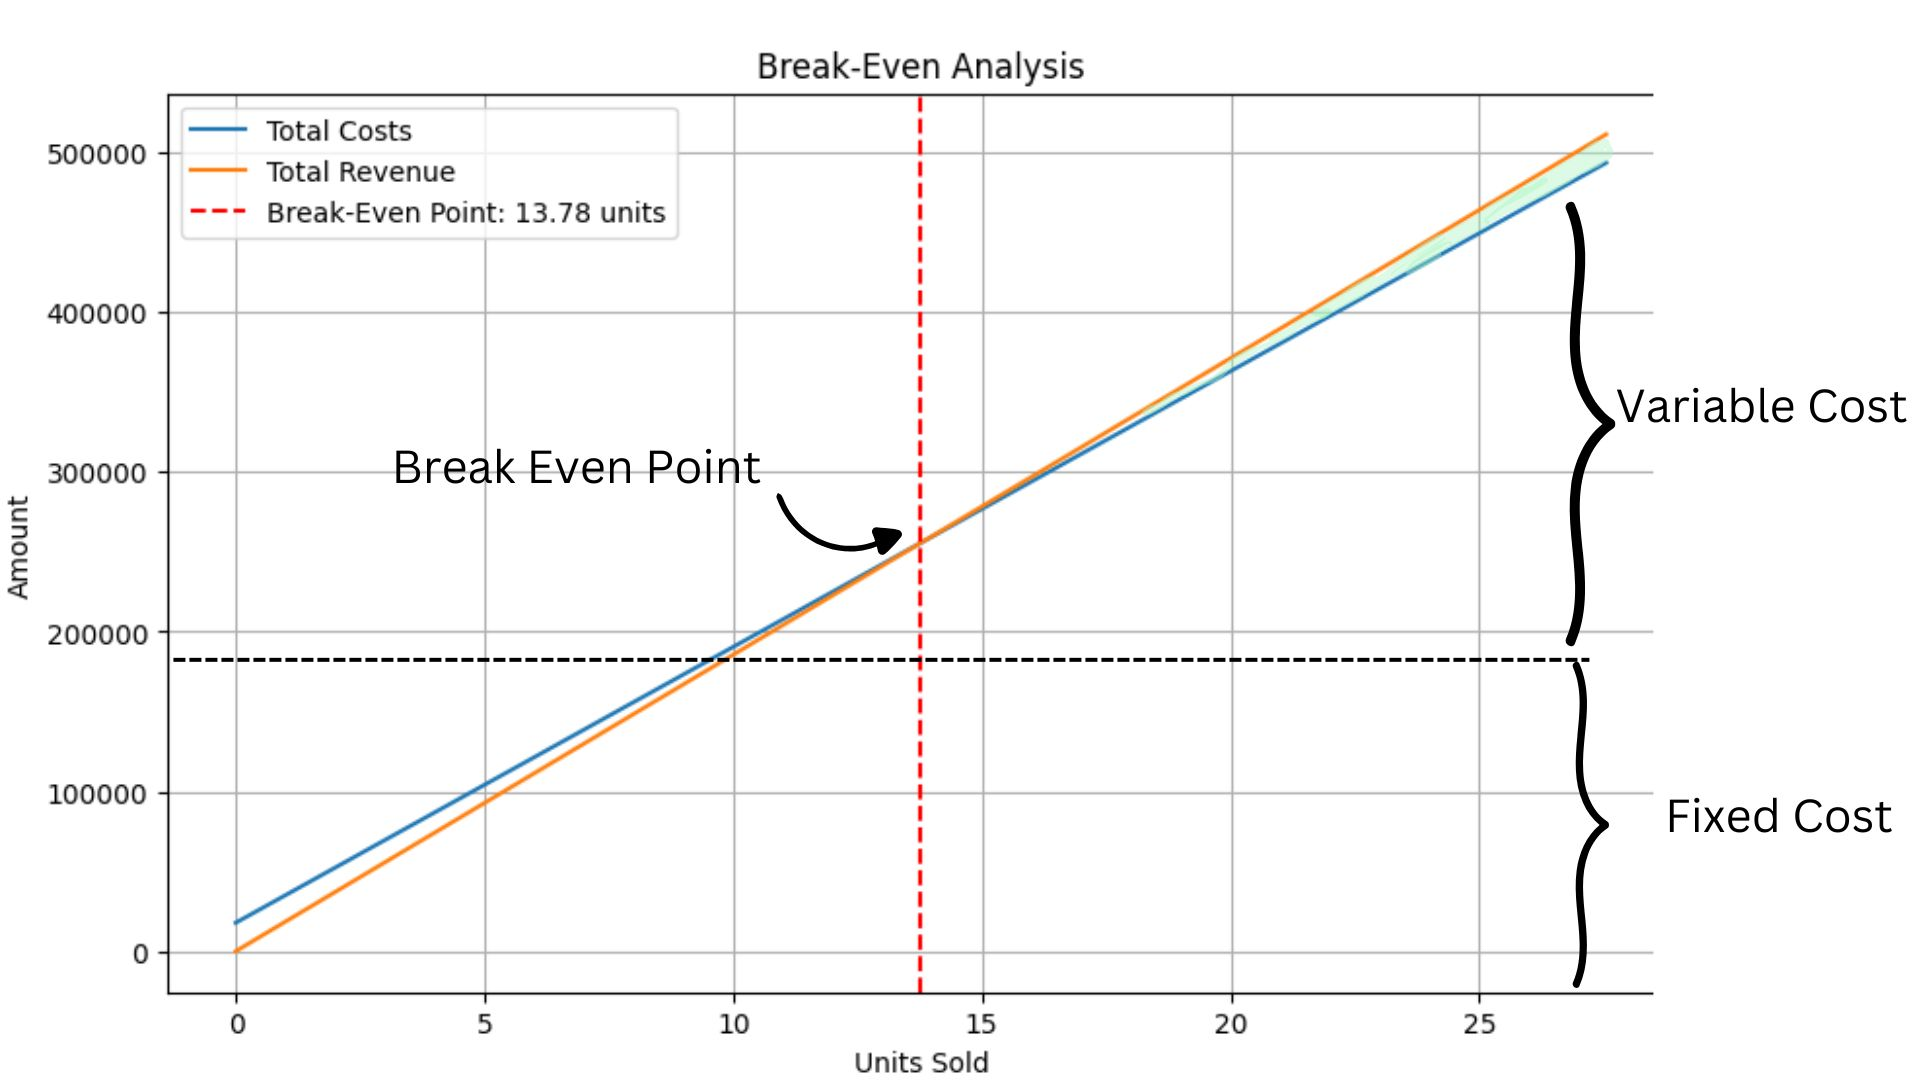 Break-Even Analysis
Total Costs
Total Revenue
Break-Even Point: 13.78 units
500000
400000
300000
200000
100000
0
Amount
Break Even Point
Variable Cost
Fixed Cost
0 5 10 15 20 25
Units Sold